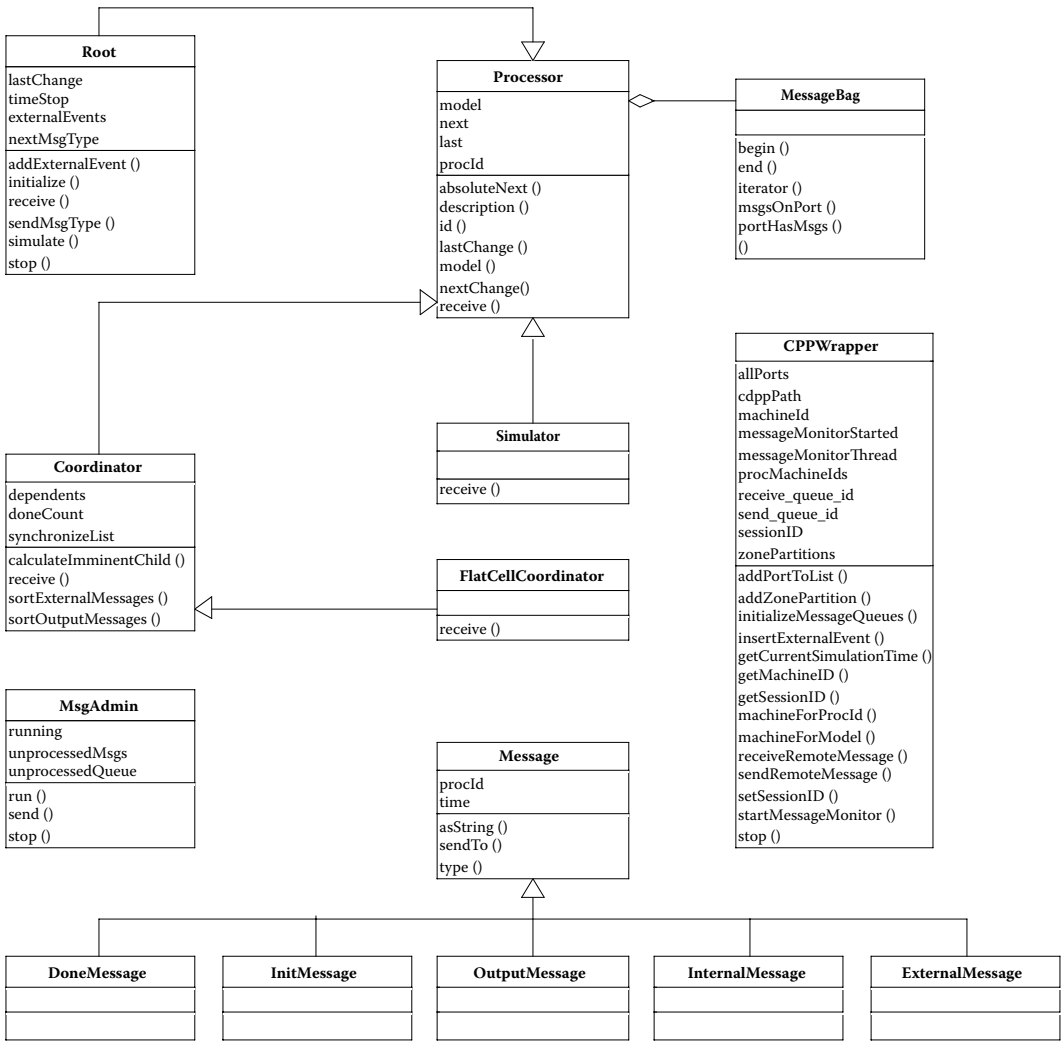 Root
lastChange
timeStop
externalEvents
nextMsgType
addExternalEvent ()
initialize ()
receive ()
sendMsgType ()
simulate ()
stop ()
Processor
model
next
last
procId
absoluteNext ()
description ()
id ()
lastChange ()
model ()
nextChange()
receive ()
MessageBag
begin ()
end ()
iterator ()
msgsOnPort ()
portHasMsgs ()
()
CPPWrapper
allPorts
cdppPath
machineId
messageMonitorStarted
messageMonitorThread
procMachineIds
receive_queue_id
send_queue_id
sessionID
zonePartitions
addPortToList ()
addZonePartition ()
initializeMessageQueues ()
insertExternalEvent ()
getCurrentSimulationTime ()
getMachineID ()
getSessionID ()
machineForProcId ()
machineForModel ()
receiveRemoteMessage ()
sendRemoteMessage ()
setSessionID ()
startMessageMonitor ()
stop ()
Simulator
receive ()
Coordinator
dependents
doneCount
synchronizeList
calculateImminentChild ()
receive ()
sortExternalMessages ()
sortOutputMessages ()
FlatCellCoordinator
receive ()
MsgAdmin
running
unprocessedMsgs
unprocessedQueue
run ()
send ()
stop ()
Message
procId
time
asString ()
sendTo ()
type ()
DoneMessage
InitMessage
OutputMessage
InternalMessage
ExternalMessage